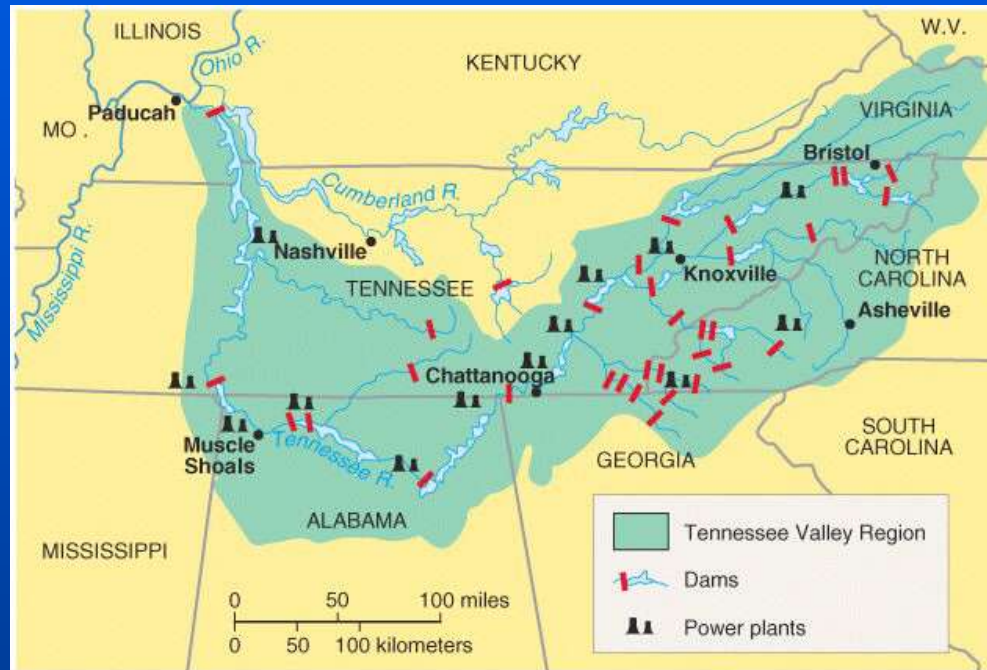 ILLINOIS
Ohio R.
W.V.
KENTUCKY
Paducah
MO.
VIRGINIA
Bristol
Cumberland R.
Mississippi R.
Nashville
TENNESSEE
Knoxville
NORTH
CAROLINA
Asheville
Chattanooga
Muscle
Shoals
Tennessee R.
SOUTH
CAROLINA
GEORGIA
ALABAMA
MISSISSIPPI
Tennessee Valley Region
Dams
Power plants
0 50 100 miles
0 50 100 kilometers